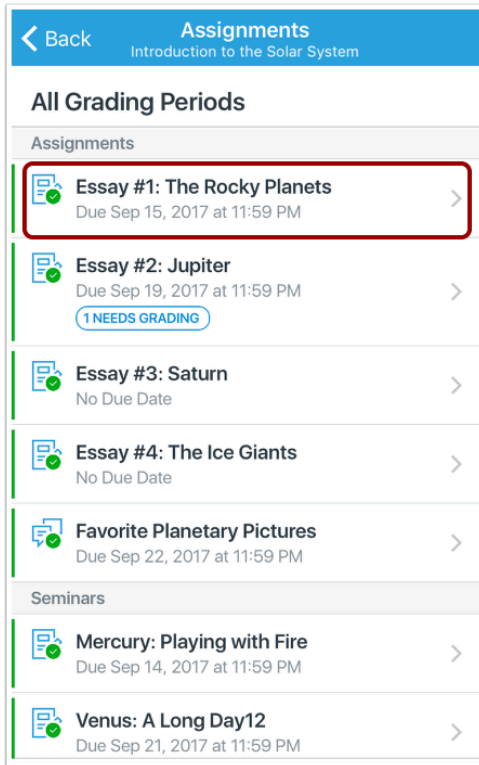 Back
Assignments
Introduction to the Solar System
All Grading Periods
Assignments
Essay #1: The Rocky Planets
Due Sep 15, 2017 at 11:59 PM
Essay #2: Jupiter
Due Sep 19, 2017 at 11:59 PM
1 NEEDS GRADING
Essay #3: Saturn
No Due Date
Essay #4: The Ice Giants
No Due Date
Favorite Planetary Pictures
Due Sep 22, 2017 at 11:59 PM
Seminars
Mercury: Playing with Fire
Due Sep 14, 2017 at 11:59 PM
Venus: A Long Day12
Due Sep 21, 2017 at 11:59 PM